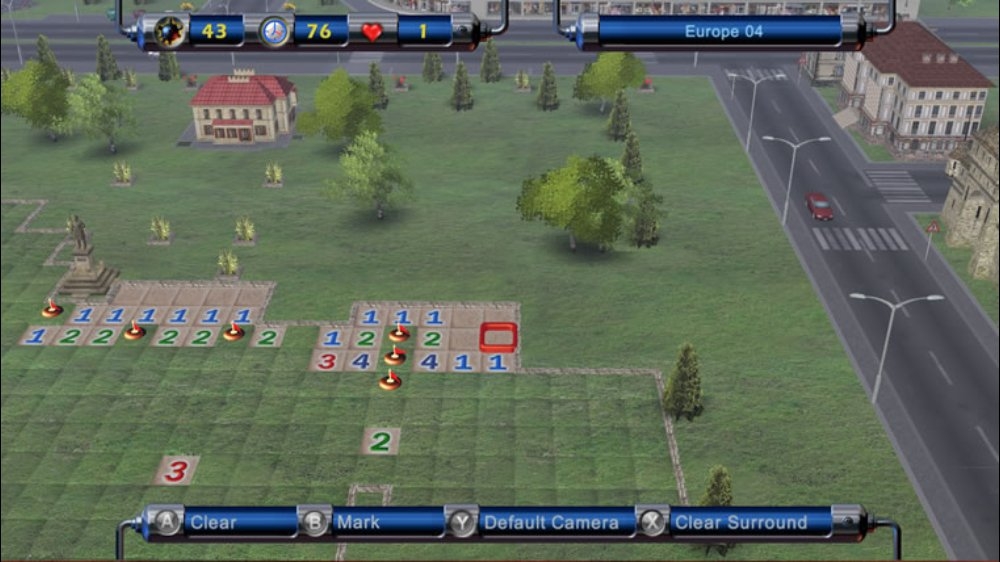 43 76 1 Europe 04
1 1 1 1 1 1 1 1 1
1 2 2 2 2 2 1 2 2
3 4 4 1 1
2
3
A Clear B Mark Y Default Camera X Clear Surround